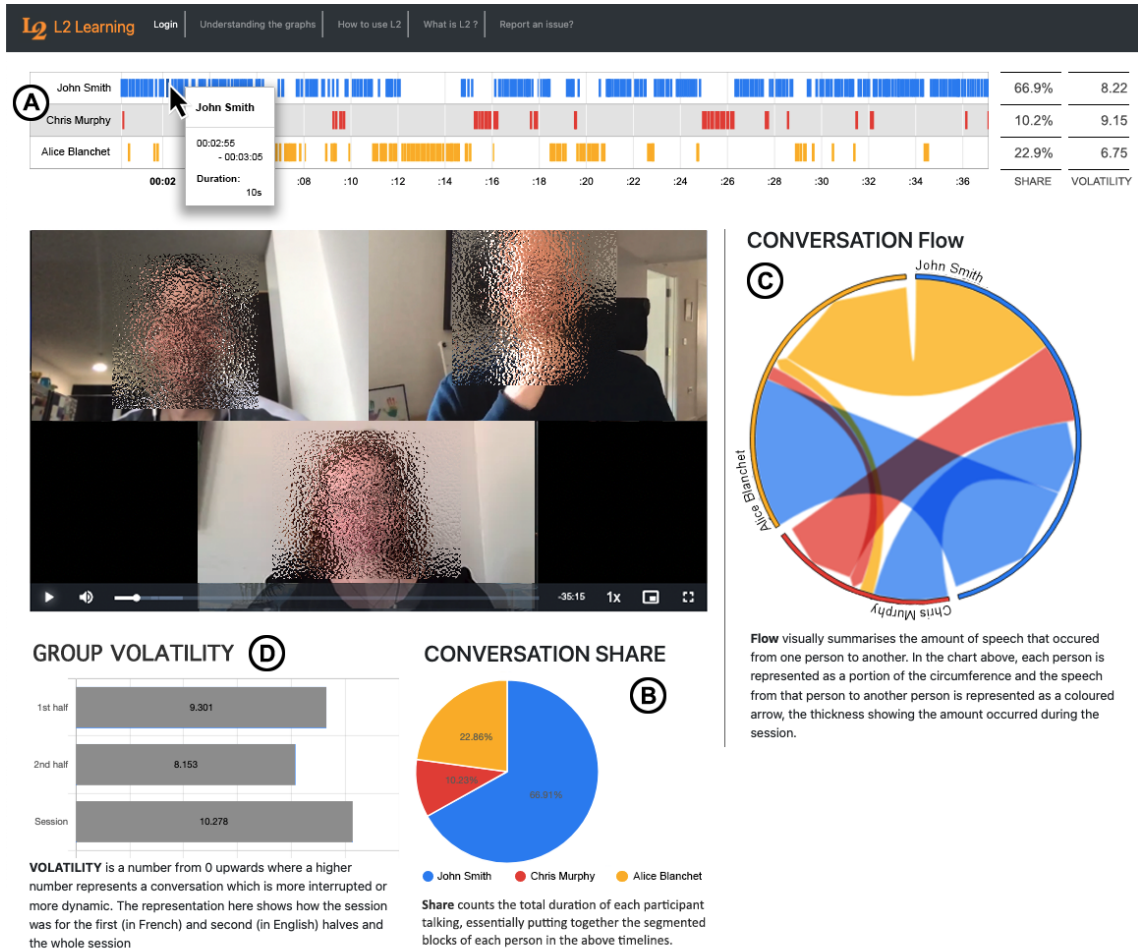 L2 L2 Learning Login Understanding the graphs How to use L2 What is L2 ? Report an issue?
A
John Smith 66.9% 8.22
Chris Murphy 10.2% 9.15
Alice Blanchet 22.9% 6.75
John Smith
00:02:55
- 00:03:05
Duration:
10s
00:02 :08 :10 :12 :14 :16 :18 :20 :22 :24 :26 :28 :30 :32 :34 :36 SHARE VOLATILITY
-35:15 1x
CONVERSATION Flow
C
John Smith
Alice Blanchet
Chris Murphy
Flow visually summarises the amount of speech that occured
from one person to another. In the chart above, each person is
represented as a portion of the circumference and the speech
from that person to another person is represented as a coloured
arrow, the thickness showing the amount occurred during the
session.
GROUP VOLATILITY D
1st half 9.301
2nd half 8.153
Session 10.278
VOLATILITY is a number from 0 upwards where a higher
number represents a conversation which is more interrupted or
more dynamic. The representation here shows how the session
was for the first (in French) and second (in English) halves and
the whole session
CONVERSATION SHARE
B
22.86%
10.23%
66.91%
John Smith Chris Murphy Alice Blanchet
Share counts the total duration of each participant
talking, essentially putting together the segmented
blocks of each person in the above timelines.